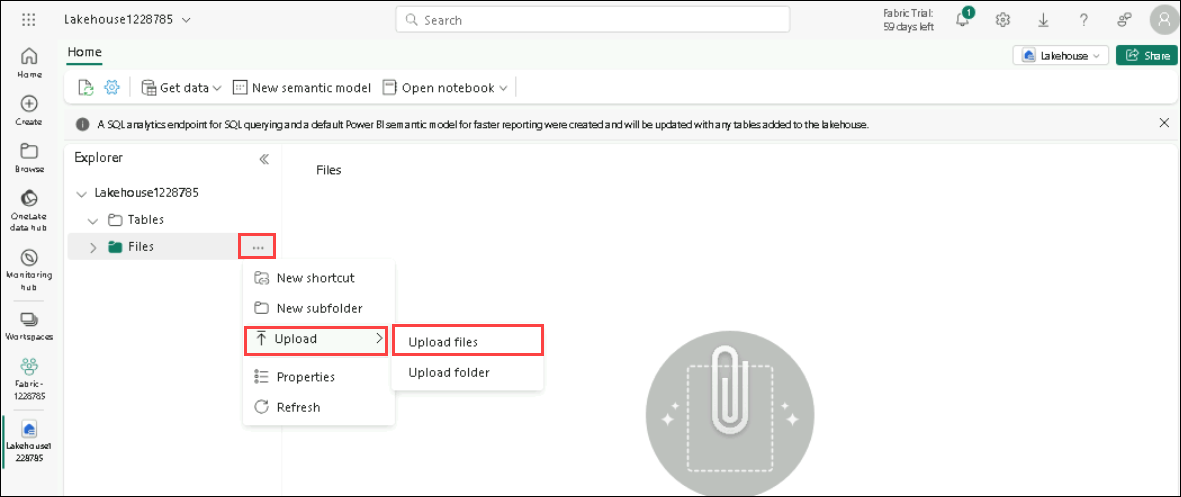 Lakehouse1228785
Search
Fabric Trial:
59 days left
1
?
A
Home
Create
Browse
OneLake
data hub
Monitoring
hub
Workspaces
Fabric-
1228785
Lakehouse1
228785
Home
Lakehouse
Share
Get data
New semantic model
Open notebook
A SQL analytics endpoint for SQL querying and a default Power BI semantic model for faster reporting were created and will be updated with any tables added to the lakehouse.
Explorer
Lakehouse1228785
Tables
Files
...
New shortcut
New subfolder
Upload
Properties
Refresh
Upload files
Upload folder
Files